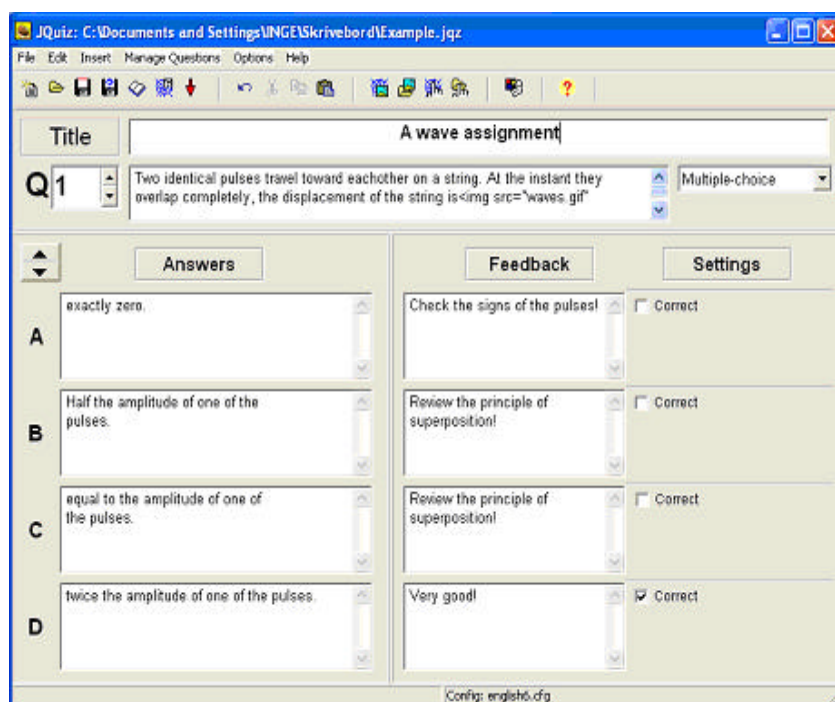 JQuiz: C:\Documents and Settings\INGE\Skrivebord\Example.jqz
File Edit Insert Manage Questions Options Help
Title
A wave assignment
Q 1
Two identical pulses travel toward eachother on a string. At the instant they
overlap completely, the displacement of the string is<img src="waves.gif"
Multiple-choice
Answers
Feedback
Settings
A
exactly zero.
Check the signs of the pulses!
Correct
B
Half the amplitude of one of the
pulses.
Review the principle of
superposition!
Correct
C
equal to the amplitude of one of
the pulses.
Review the principle of
superposition!
Correct
D
twice the amplitude of one of the pulses.
Very good!
Correct
Config: english6.cfg